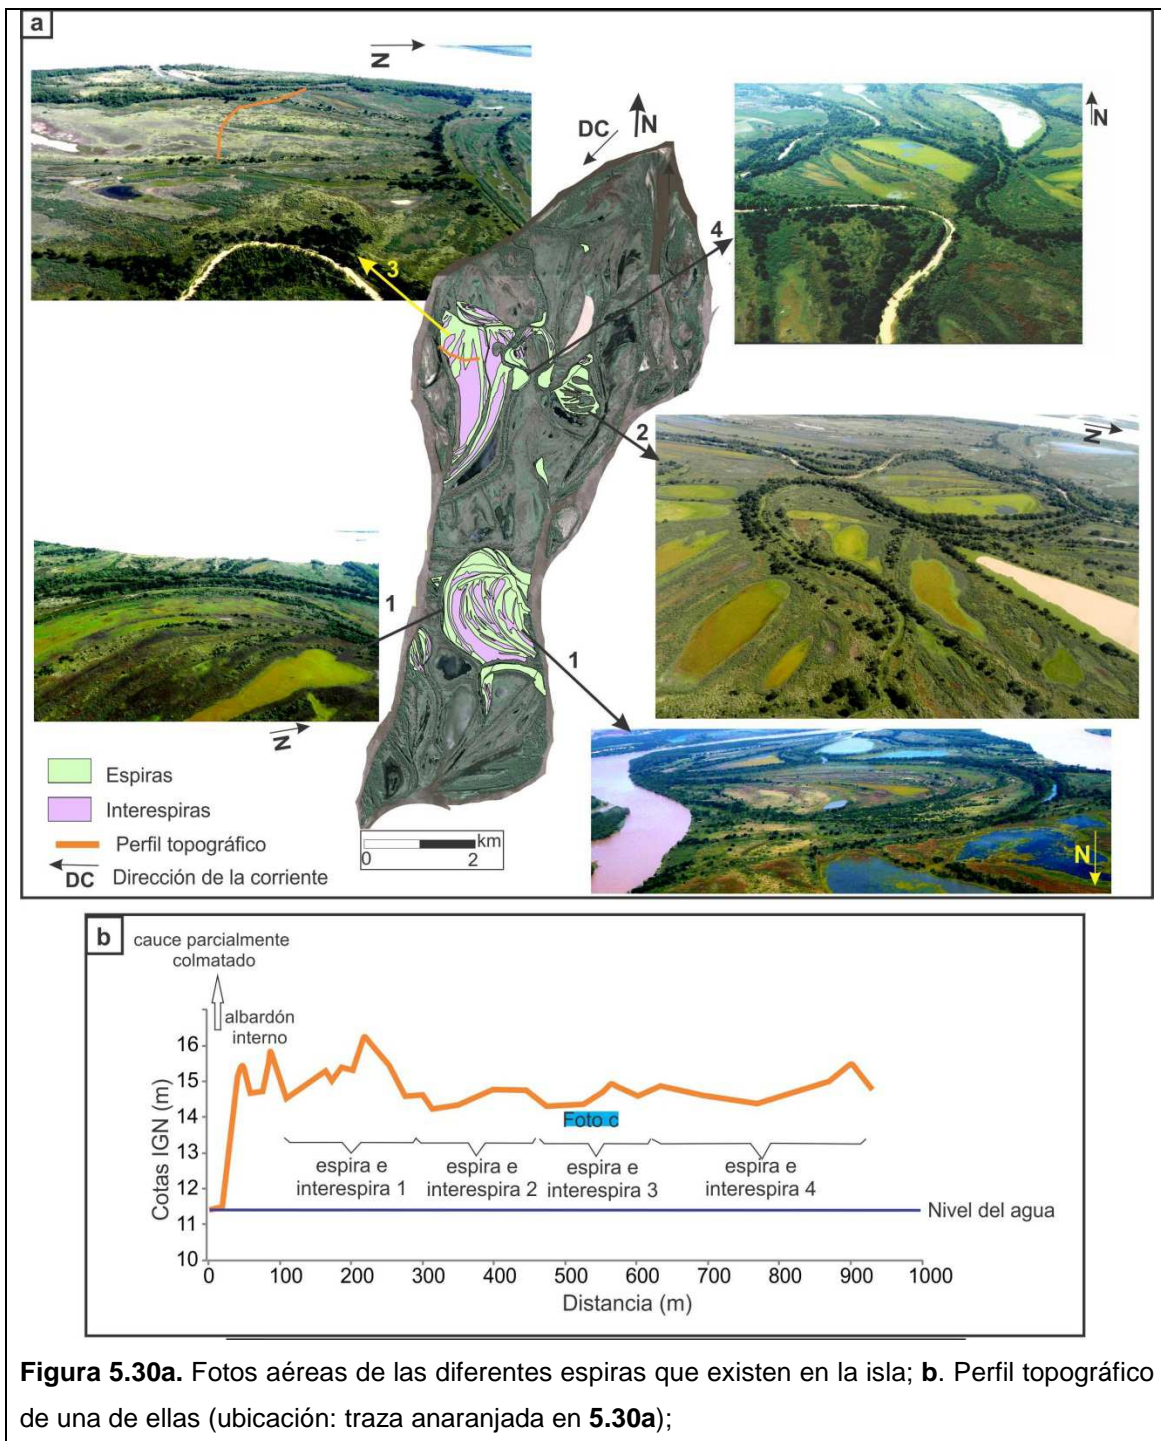 a
N
DC
N
N
4
3
2
N
1
1
N
N
Espiras
Interespiras
Perfil topográfico
DC Dirección de la corriente
km
0 2
b
cauce parcialmente
colmatado
albardón
interno
16
15
14
13
12
11
10
Cotas IGN (m)
Foto c
espira e
interespira 1
espira e
interespira 2
espira e
interespira 3
espira e
interespira 4
Nivel del agua
0 100 200 300 400 500 600 700 800 900 1000
Distancia (m)
Figura 5.30a. Fotos aéreas de las diferentes espiras que existen en la isla; b. Perfil topográfico
de una de ellas (ubicación: traza anaranjada en 5.30a);